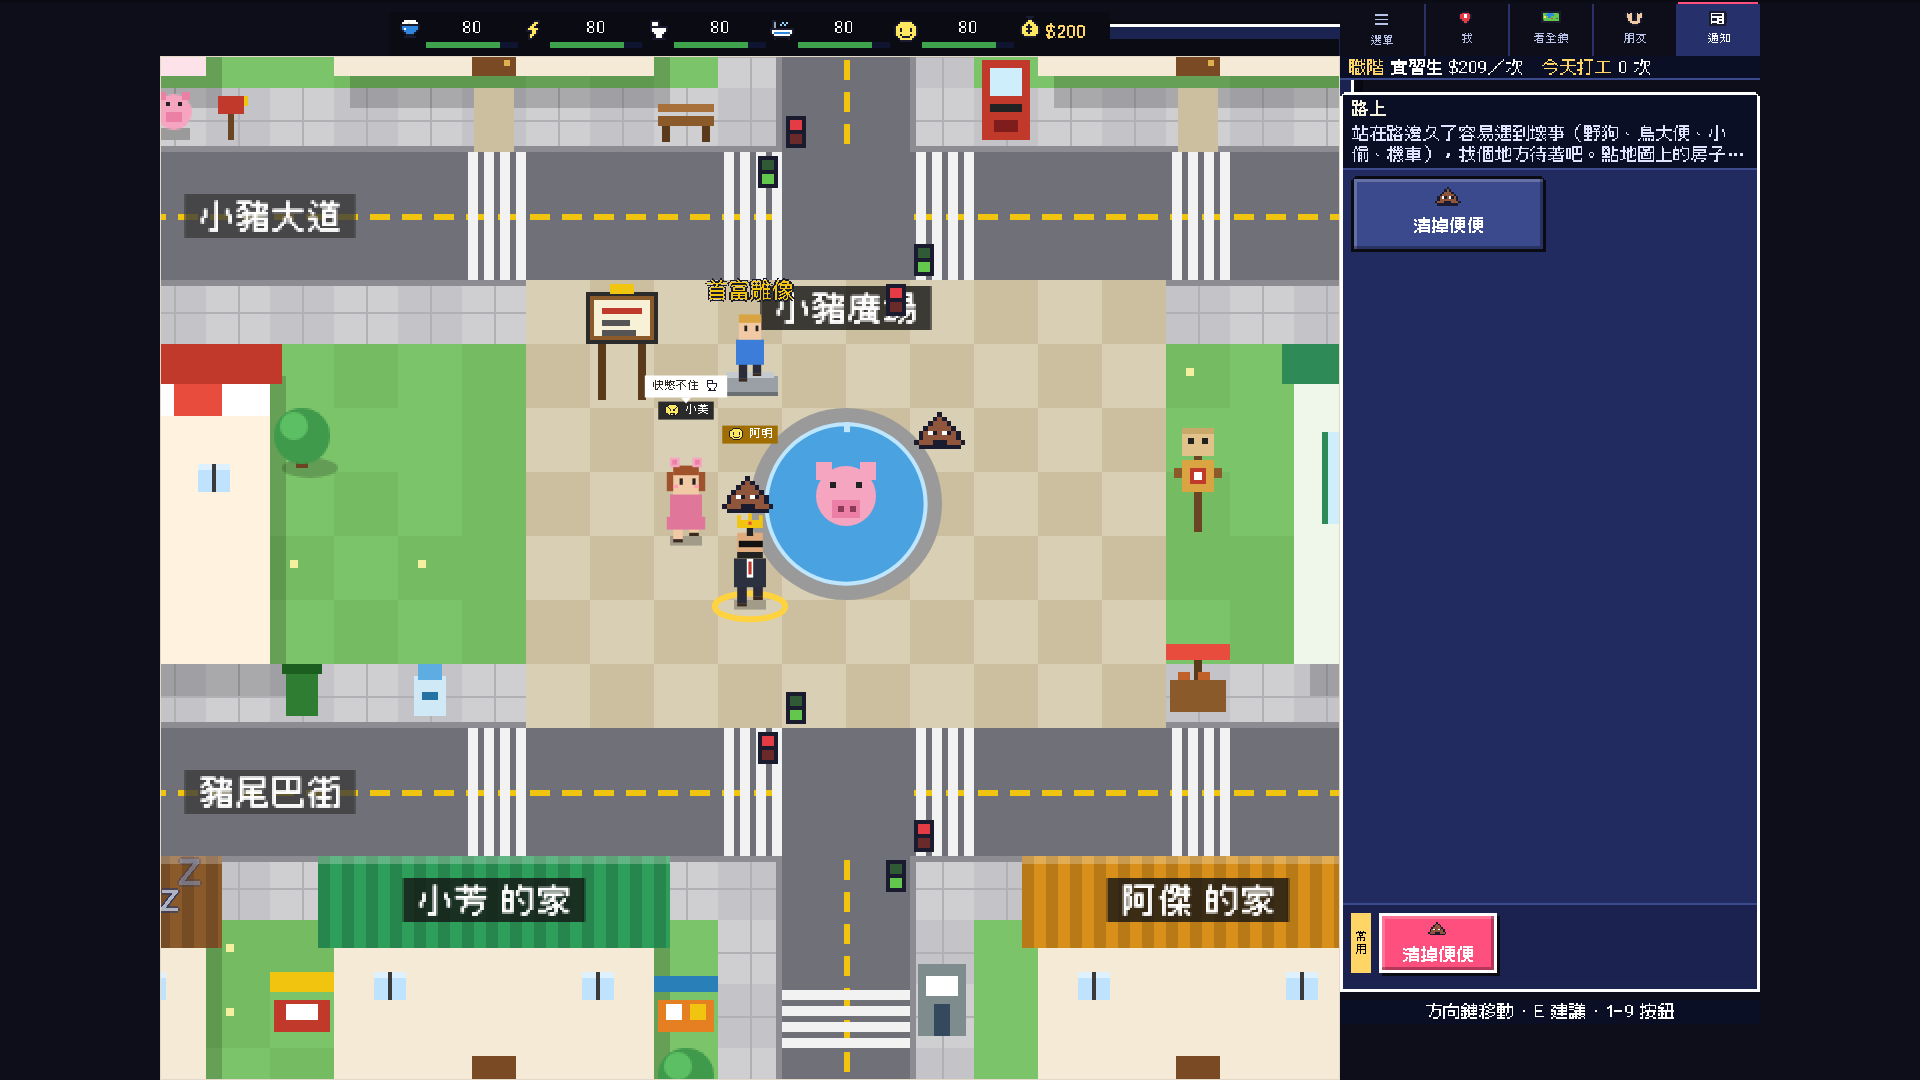 80
80
80
80
80
$200
選單
我
看全鎮
朋友
通知
職階 實習生 $209／次 今天打工 0 次
路上
站在路邊久了容易遇到壞事（野狗、鳥大便、小
偷、機車），找個地方待著吧。點地圖上的房子…
清掉便便
小豬大道
首富雕像
小豬廣場
快憋不住
小美
阿明
豬尾巴街
Z
Z
小芳 的家
阿傑 的家
常用
清掉便便
方向鍵移動 · E 建議 · 1-9 按鈕